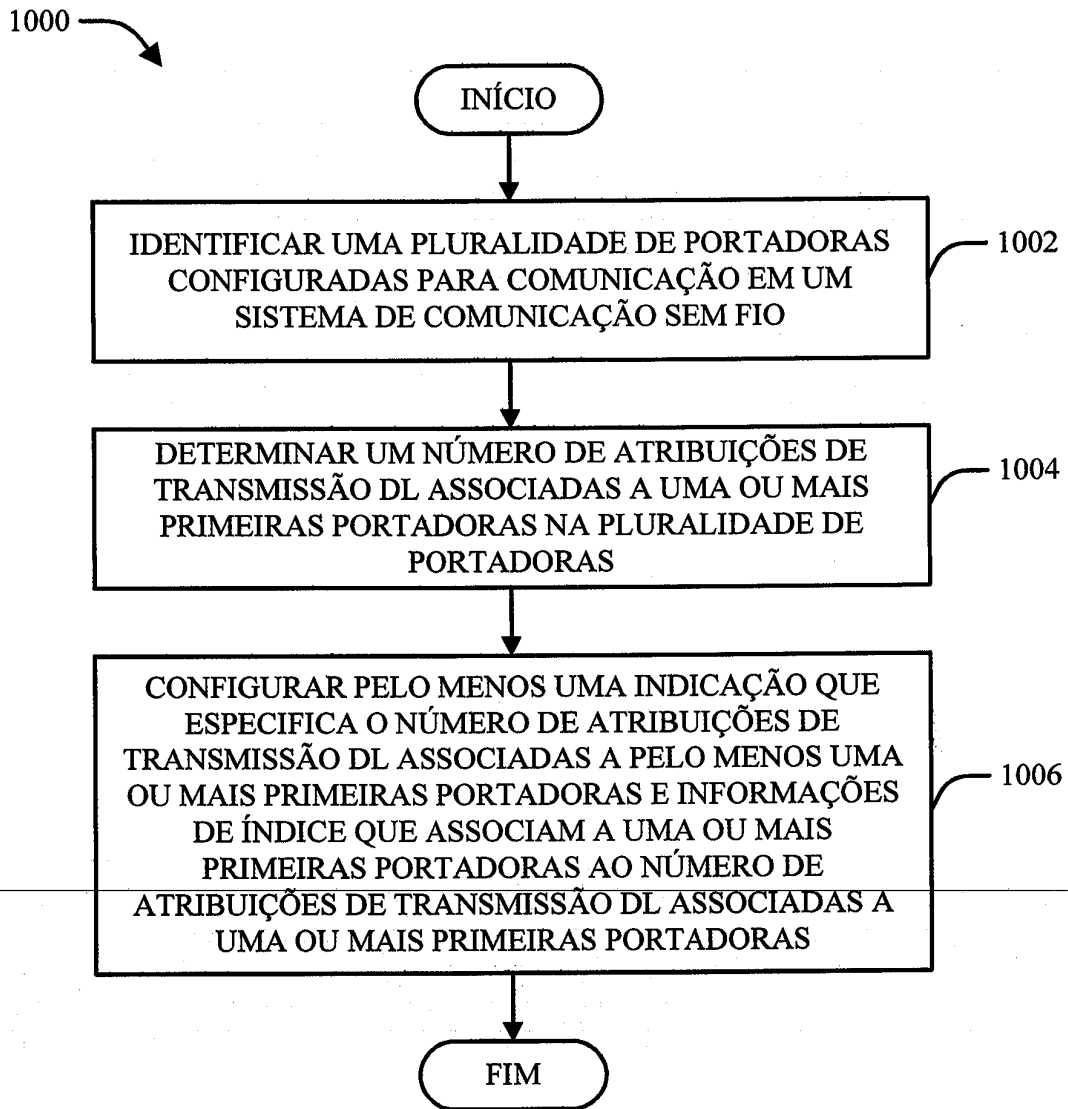 1000
INÍCIO
IDENTIFICAR UMA PLURALIDADE DE PORTADORAS
CONFIGURADAS PARA COMUNICAÇÃO EM UM
SISTEMA DE COMUNICAÇÃO SEM FIO
1002
DETERMINAR UM NÚMERO DE ATRIBUIÇÕES DE
TRANSMISSÃO DL ASSOCIADAS A UMA OU MAIS
PRIMEIRAS PORTADORAS NA PLURALIDADE DE
PORTADORAS
1004
CONFIGURAR PELO MENOS UMA INDICAÇÃO QUE
ESPECIFICA O NÚMERO DE ATRIBUIÇÕES DE
TRANSMISSÃO DL ASSOCIADAS A PELO MENOS UMA
OU MAIS PRIMEIRAS PORTADORAS E INFORMAÇÕES
DE ÍNDICE QUE ASSOCIAM A UMA OU MAIS
PRIMEIRAS PORTADORAS AO NÚMERO DE
ATRIBUIÇÕES DE TRANSMISSÃO DL ASSOCIADAS A
UMA OU MAIS PRIMEIRAS PORTADORAS
1006
FIM